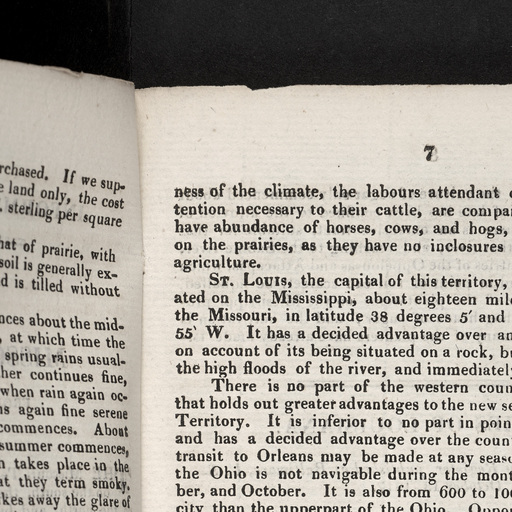 rchased. If we sup-
e land only, the cost
sterling per square
hat of prairie, with
soil is generally ex-
d is tilled without
nces about the mid-
, at which time the
spring rains usual-
her continues fine,
when rain again oc-
ns again fine serene
commences. About
summer commences,
n takes place in the
at they term smoky,
kes away the glare of
7
ness of the climate, the labours attendant
tention necessary to their cattle, are compar
have abundance of horses, cows, and hogs,
on the prairies, as they have no inclosures
agriculture.
ST. LOUIS, the capital of this territory,
ated on the Mississippi, about eighteen mil
the Missouri, in latitude 38 degrees 5′ and
55′ W. It has a decided advantage over an
on account of its being situated on a rock, b
the high floods of the river, and immediately
There is no part of the western coun
that holds out greater advantages to the new se
Territory. It is inferior to no part in poin
and has a decided advantage over the coun
transit to Orleans may be made at any seaso
the Ohio is not navigable during the mont
ber, and October. It is also from 600 to 100
city than the upperpart of the Ohio. Oppo